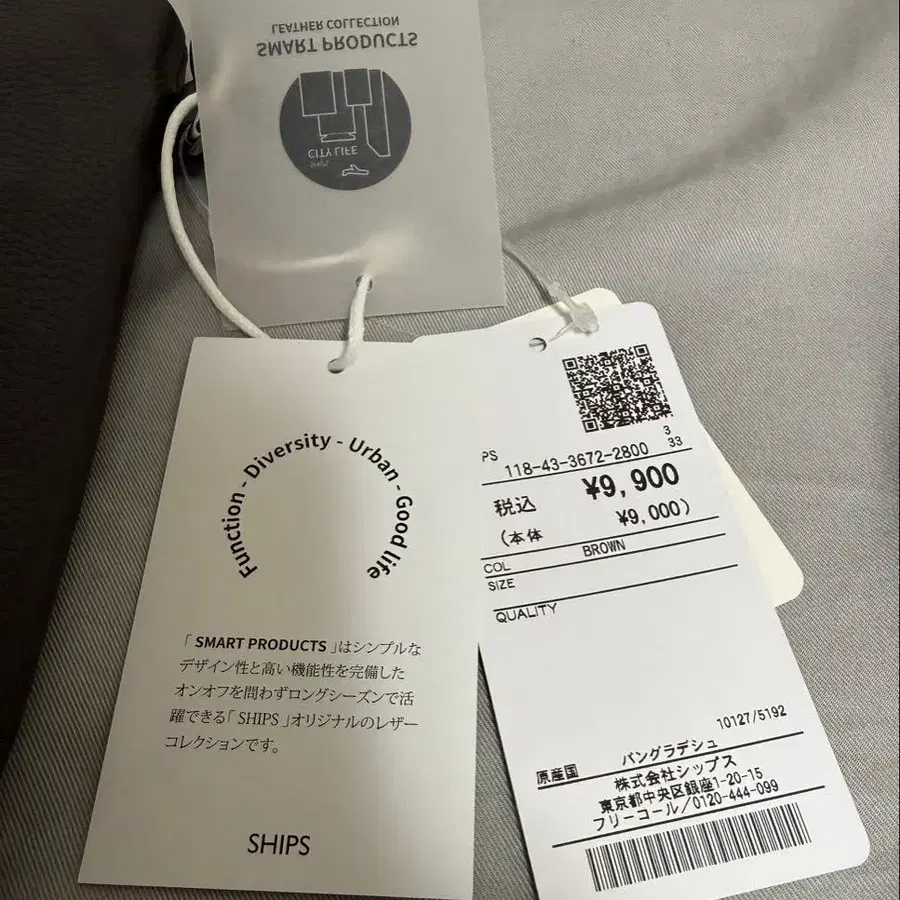 LEATHER COLLECTION
SMART PRODUCTS
CITY LIFE
Function - Diversity - Urban - Good life
「 SMART PRODUCTS 」はシンプルな
デザイン性と高い機能性を完備した
オンオフを問わずロングシーズンで活
躍できる「 SHIPS 」オリジナルのレザー
コレクションです。
SHIPS
3
PS 118-43-3672-2800 33
税込 ¥9,900
(本体 ¥9,000)
COL BROWN
SIZE
QUALITY
10127/5192
原産国 バングラデシュ
株式会社シップス
東京都中央区銀座1-20-15
フリーコール/0120-444-099